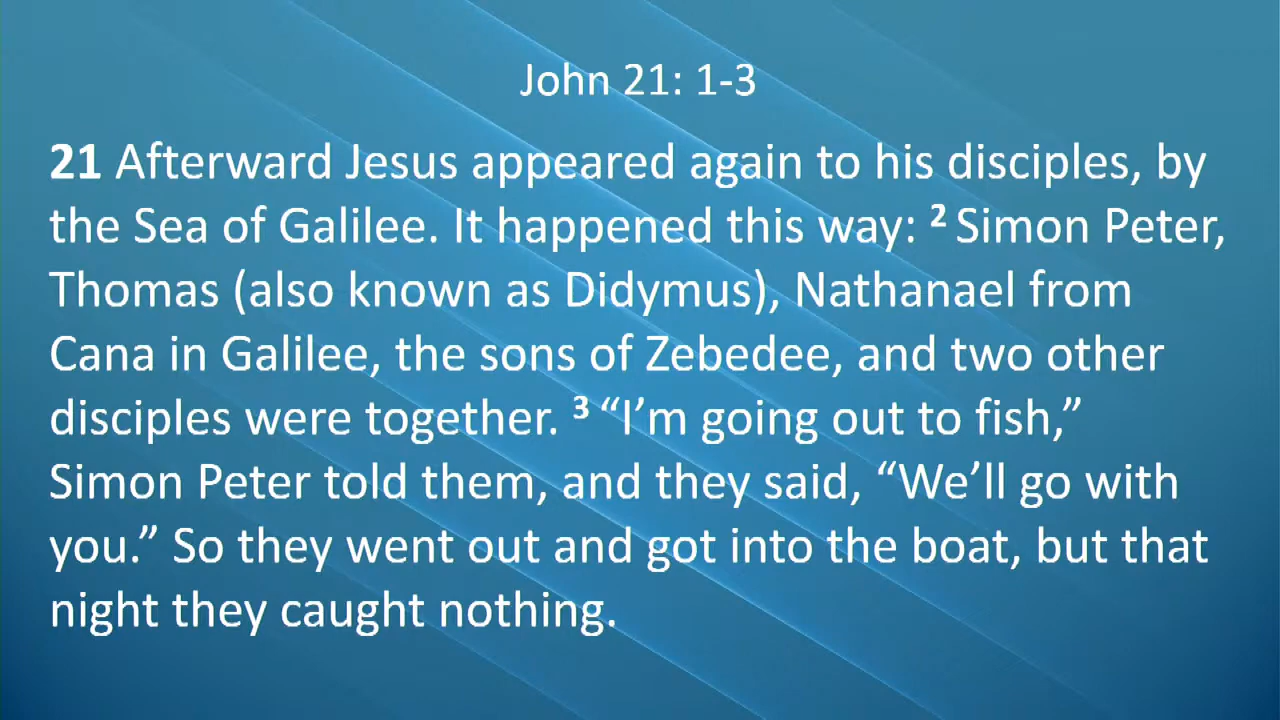 John 21: 1-3
21 Afterward Jesus appeared again to his disciples, by
the Sea of Galilee. It happened this way: 2 Simon Peter,
Thomas (also known as Didymus), Nathanael from
Cana in Galilee, the sons of Zebedee, and two other
disciples were together. 3 “I’m going out to fish,”
Simon Peter told them, and they said, “We’ll go with
you.” So they went out and got into the boat, but that
night they caught nothing.